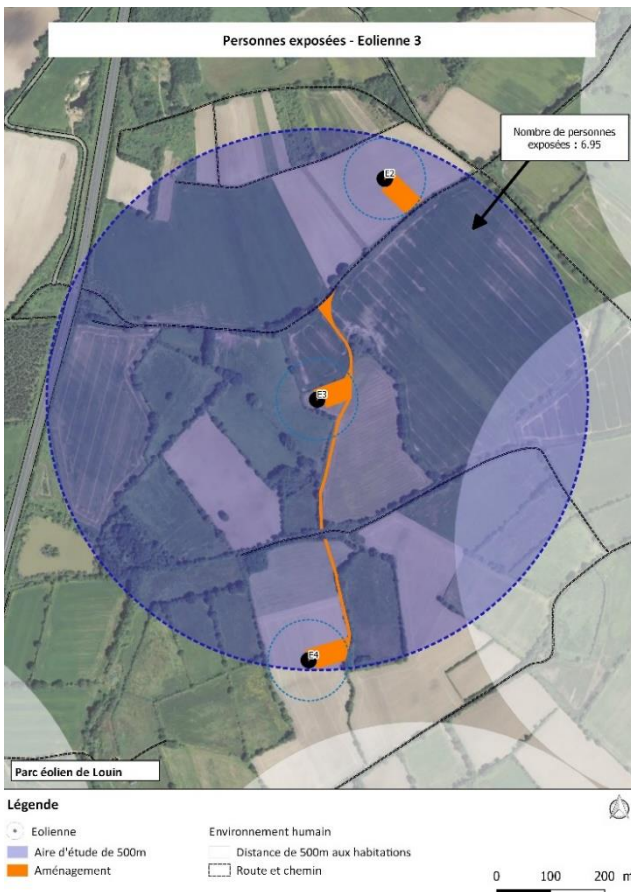 Personnes exposées - Eolienne 3
Nombre de personnes
exposées : 6.95
E2
E3
E4
Parc éolien de Louin
Légende
Eolienne
Aire d'étude de 500m
Aménagement
Environnement humain
Distance de 500m aux habitations
Route et chemin
0 100 200 m